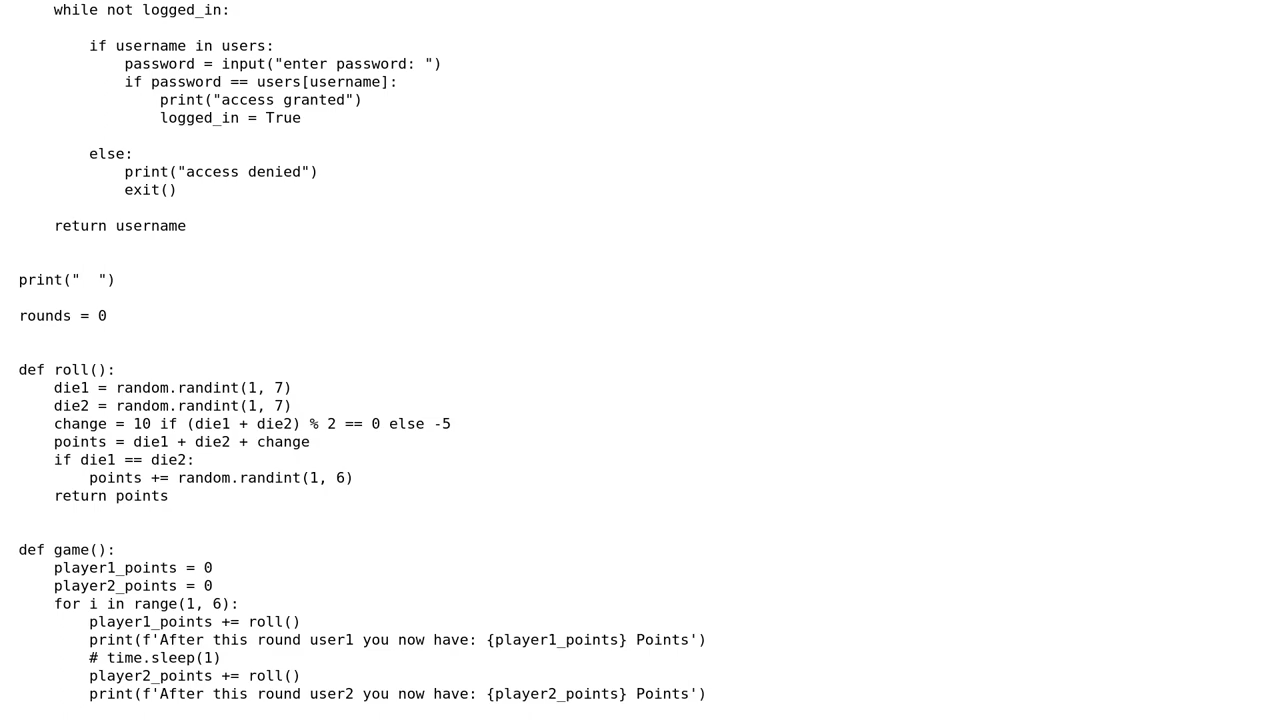 while not logged_in:
if username in users:
password = input("enter password: ")
if password == users[username]:
print("access granted")
logged_in = True
else:
print("access denied")
exit()
return username
print("  ")
rounds = 0
def roll():
die1 = random.randint(1, 7)
die2 = random.randint(1, 7)
change = 10 if (die1 + die2) % 2 == 0 else -5
points = die1 + die2 + change
if die1 == die2:
points += random.randint(1, 6)
return points
def game():
player1_points = 0
player2_points = 0
for i in range(1, 6):
player1_points += roll()
print(f'After this round user1 you now have: {player1_points} Points')
# time.sleep(1)
player2_points += roll()
print(f'After this round user2 you now have: {player2_points} Points')